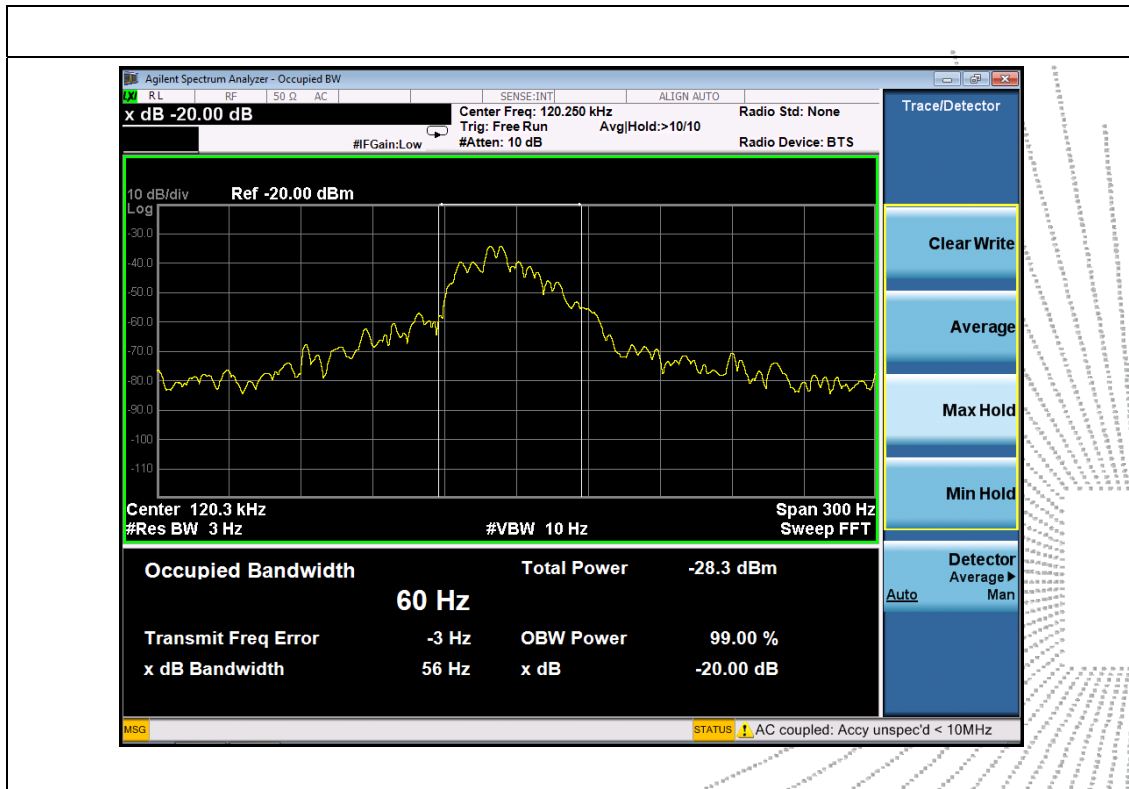 Agilent Spectrum Analyzer - Occupied BW
LXI RL RF 50 Ω AC SENSE:INT ALIGN AUTO
x dB -20.00 dB
Center Freq: 120.250 kHz
Radio Std: None
Trig: Free Run Avg|Hold:>10/10
#IFGain:Low
#Atten: 10 dB
Radio Device: BTS
Trace/Detector
10 dB/div Ref -20.00 dBm
Log
-30.0
-40.0
-50.0
-60.0
-70.0
-80.0
-90.0
-100
-110
Center 120.3 kHz
Span 300 Hz
#Res BW 3 Hz
#VBW 10 Hz
Sweep FFT
Occupied Bandwidth
60 Hz
Total Power -28.3 dBm
Transmit Freq Error -3 Hz
OBW Power 99.00 %
x dB Bandwidth 56 Hz
x dB -20.00 dB
Clear Write
Average
Max Hold
Min Hold
Detector
Average▶
Auto Man
MSG
STATUS
AC coupled: Accy unspec'd < 10MHz